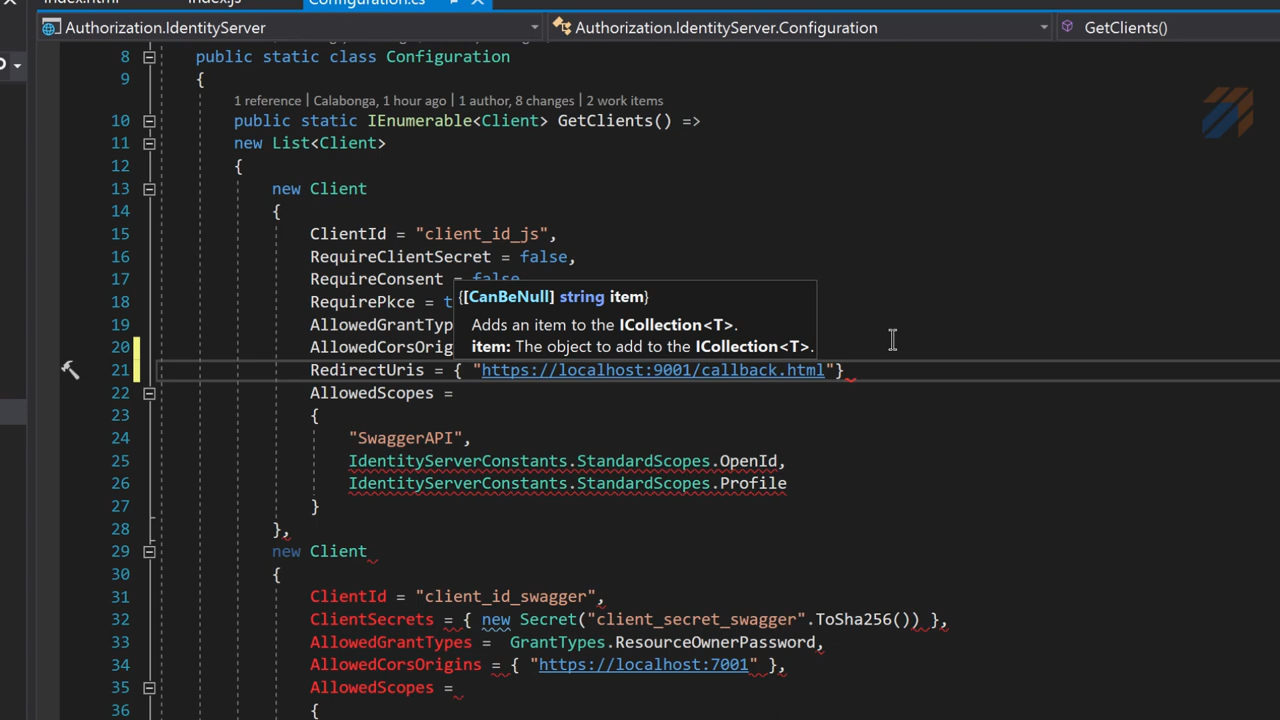 Configuration.cs
Authorization.IdentityServer
Authorization.IdentityServer.Configuration
GetClients()
8 public static class Configuration
9 {
1 reference | Calabonga, 1 hour ago | 1 author, 8 changes | 2 work items
10 public static IEnumerable<Client> GetClients() =>
11 new List<Client>
12 {
13 new Client
14 {
15 ClientId = "client_id_js",
16 RequireClientSecret = false,
17 RequireConsent = false
18 RequirePkce = t
19 AllowedGrantTyp
20 AllowedCorsOrig
{[CanBeNull] string item}
Adds an item to the ICollection<T>.
item: The object to add to the ICollection<T>.
21 RedirectUris = { "https://localhost:9001/callback.html"}
22 AllowedScopes =
23 {
24 "SwaggerAPI",
25 IdentityServerConstants.StandardScopes.OpenId,
26 IdentityServerConstants.StandardScopes.Profile
27 }
28 },
29 new Client
30 {
31 ClientId = "client_id_swagger",
32 ClientSecrets = { new Secret("client_secret_swagger".ToSha256()) },
33 AllowedGrantTypes = GrantTypes.ResourceOwnerPassword,
34 AllowedCorsOrigins = { "https://localhost:7001" },
35 AllowedScopes =
36 {